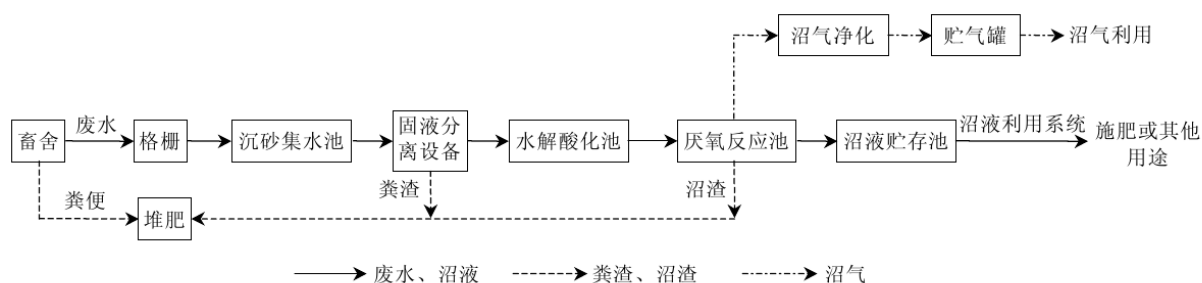 沼气净化
贮气罐
沼气利用
畜舍
废水
格栅
沉砂集水池
固液分
离设备
水解酸化池
厌氧反应池
沼液贮存池
沼液利用系统
施肥或其他
用途
粪便
堆肥
粪渣
沼渣
废水、沼液
粪渣、沼渣
沼气